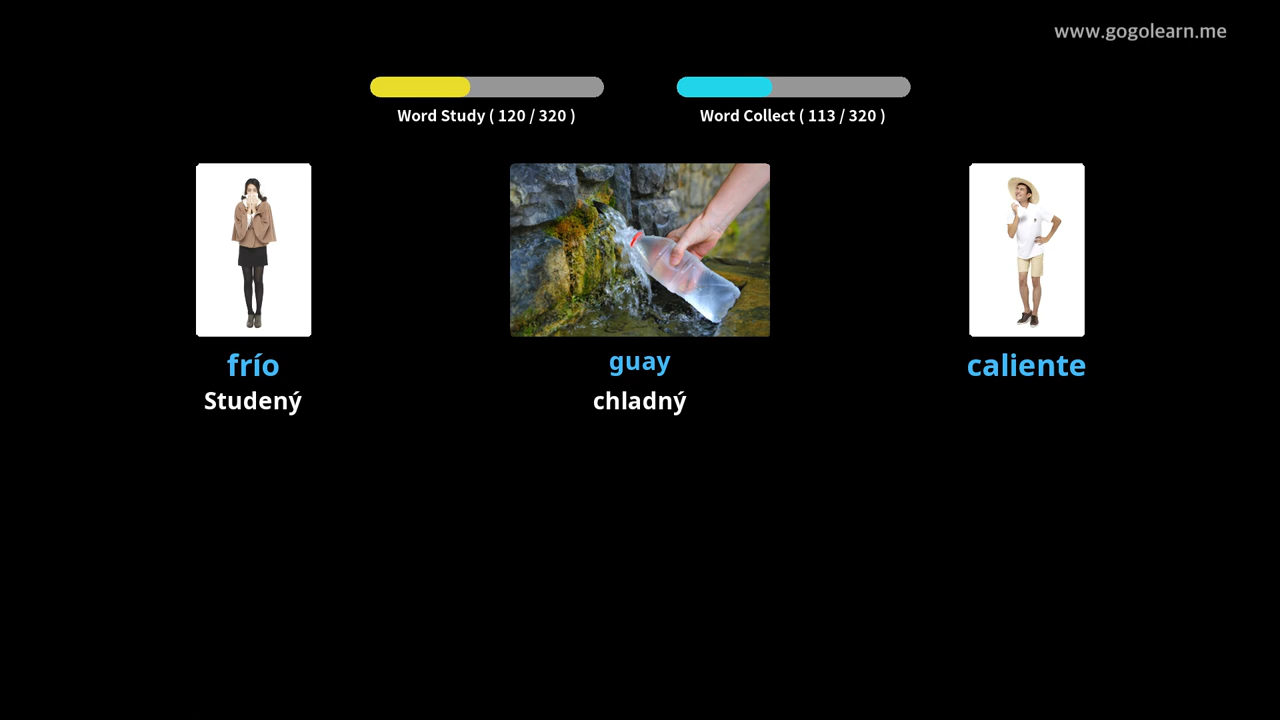 www.gogolearn.me
Word Study ( 120 / 320 )
Word Collect ( 113 / 320 )
frío
Studený
guay
chladný
caliente